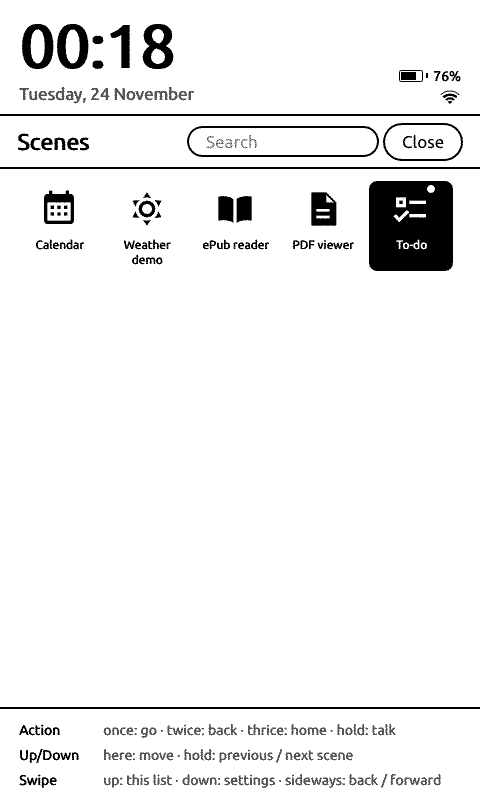 00:18
76%
Tuesday, 24 November
Scenes
Search
Close
Calendar
Weather demo
ePub reader
PDF viewer
To-do
Action once: go · twice: back · thrice: home · hold: talk
Up/Down here: move · hold: previous / next scene
Swipe up: this list · down: settings · sideways: back / forward